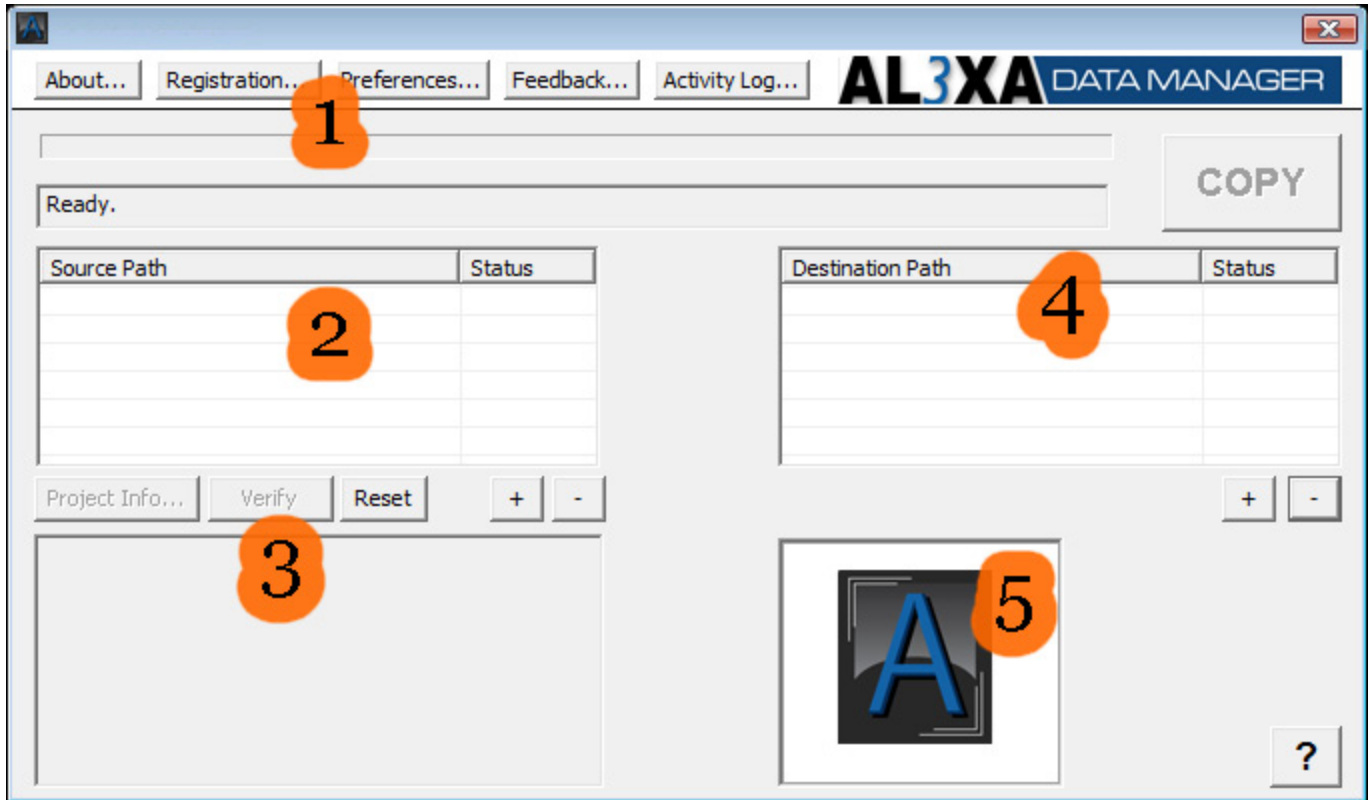 About... Registration... Preferences... Feedback... Activity Log... AL3XA DATA MANAGER
1
COPY
Ready.
Source Path Status Destination Path Status
2 4
Project Info... Verify Reset + - + -
3 5
A
?